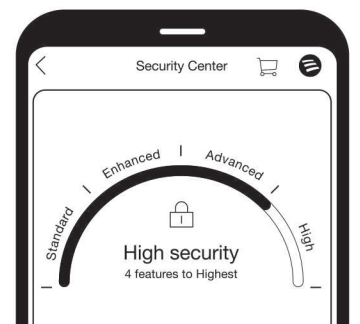 Security Center
Standard
Enhanced
Advanced
High
High security
4 features to Highest